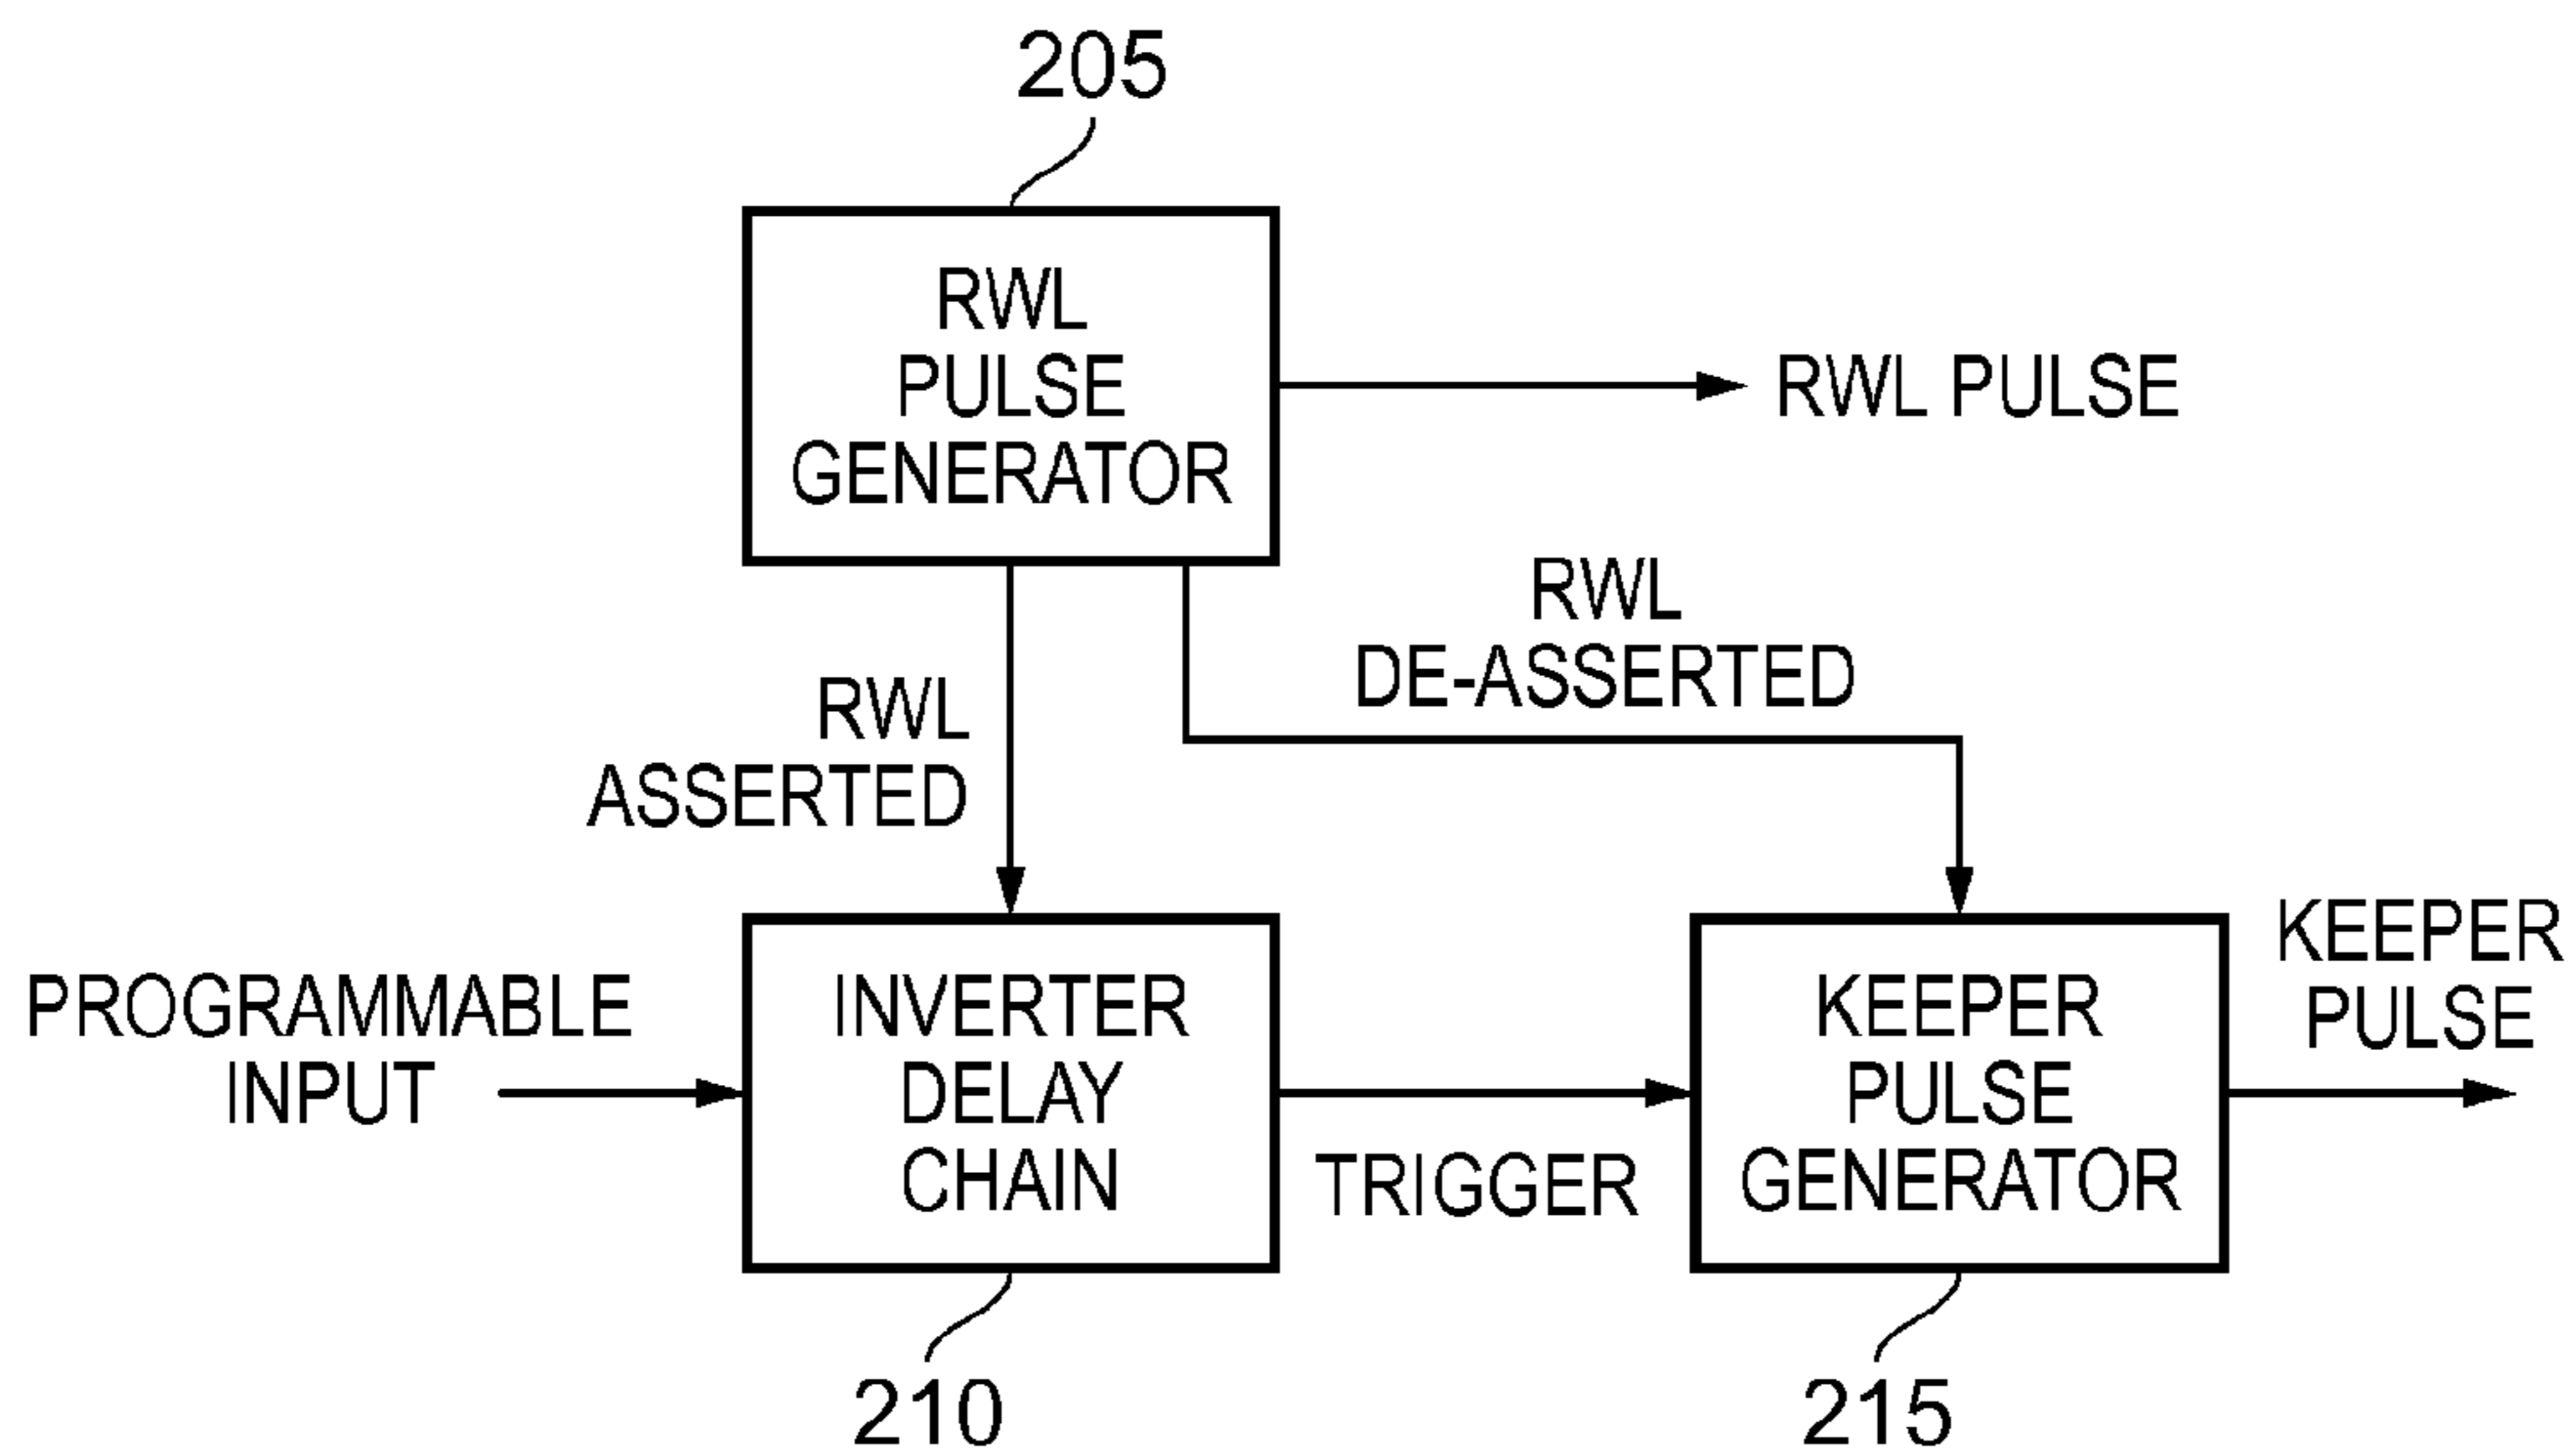 205
RWL
PULSE
GENERATOR
RWL PULSE
RWL
DE-ASSERTED
RWL
ASSERTED
PROGRAMMABLE
INPUT
INVERTER
DELAY
CHAIN
TRIGGER
KEEPER
PULSE
GENERATOR
KEEPER
PULSE
210
215